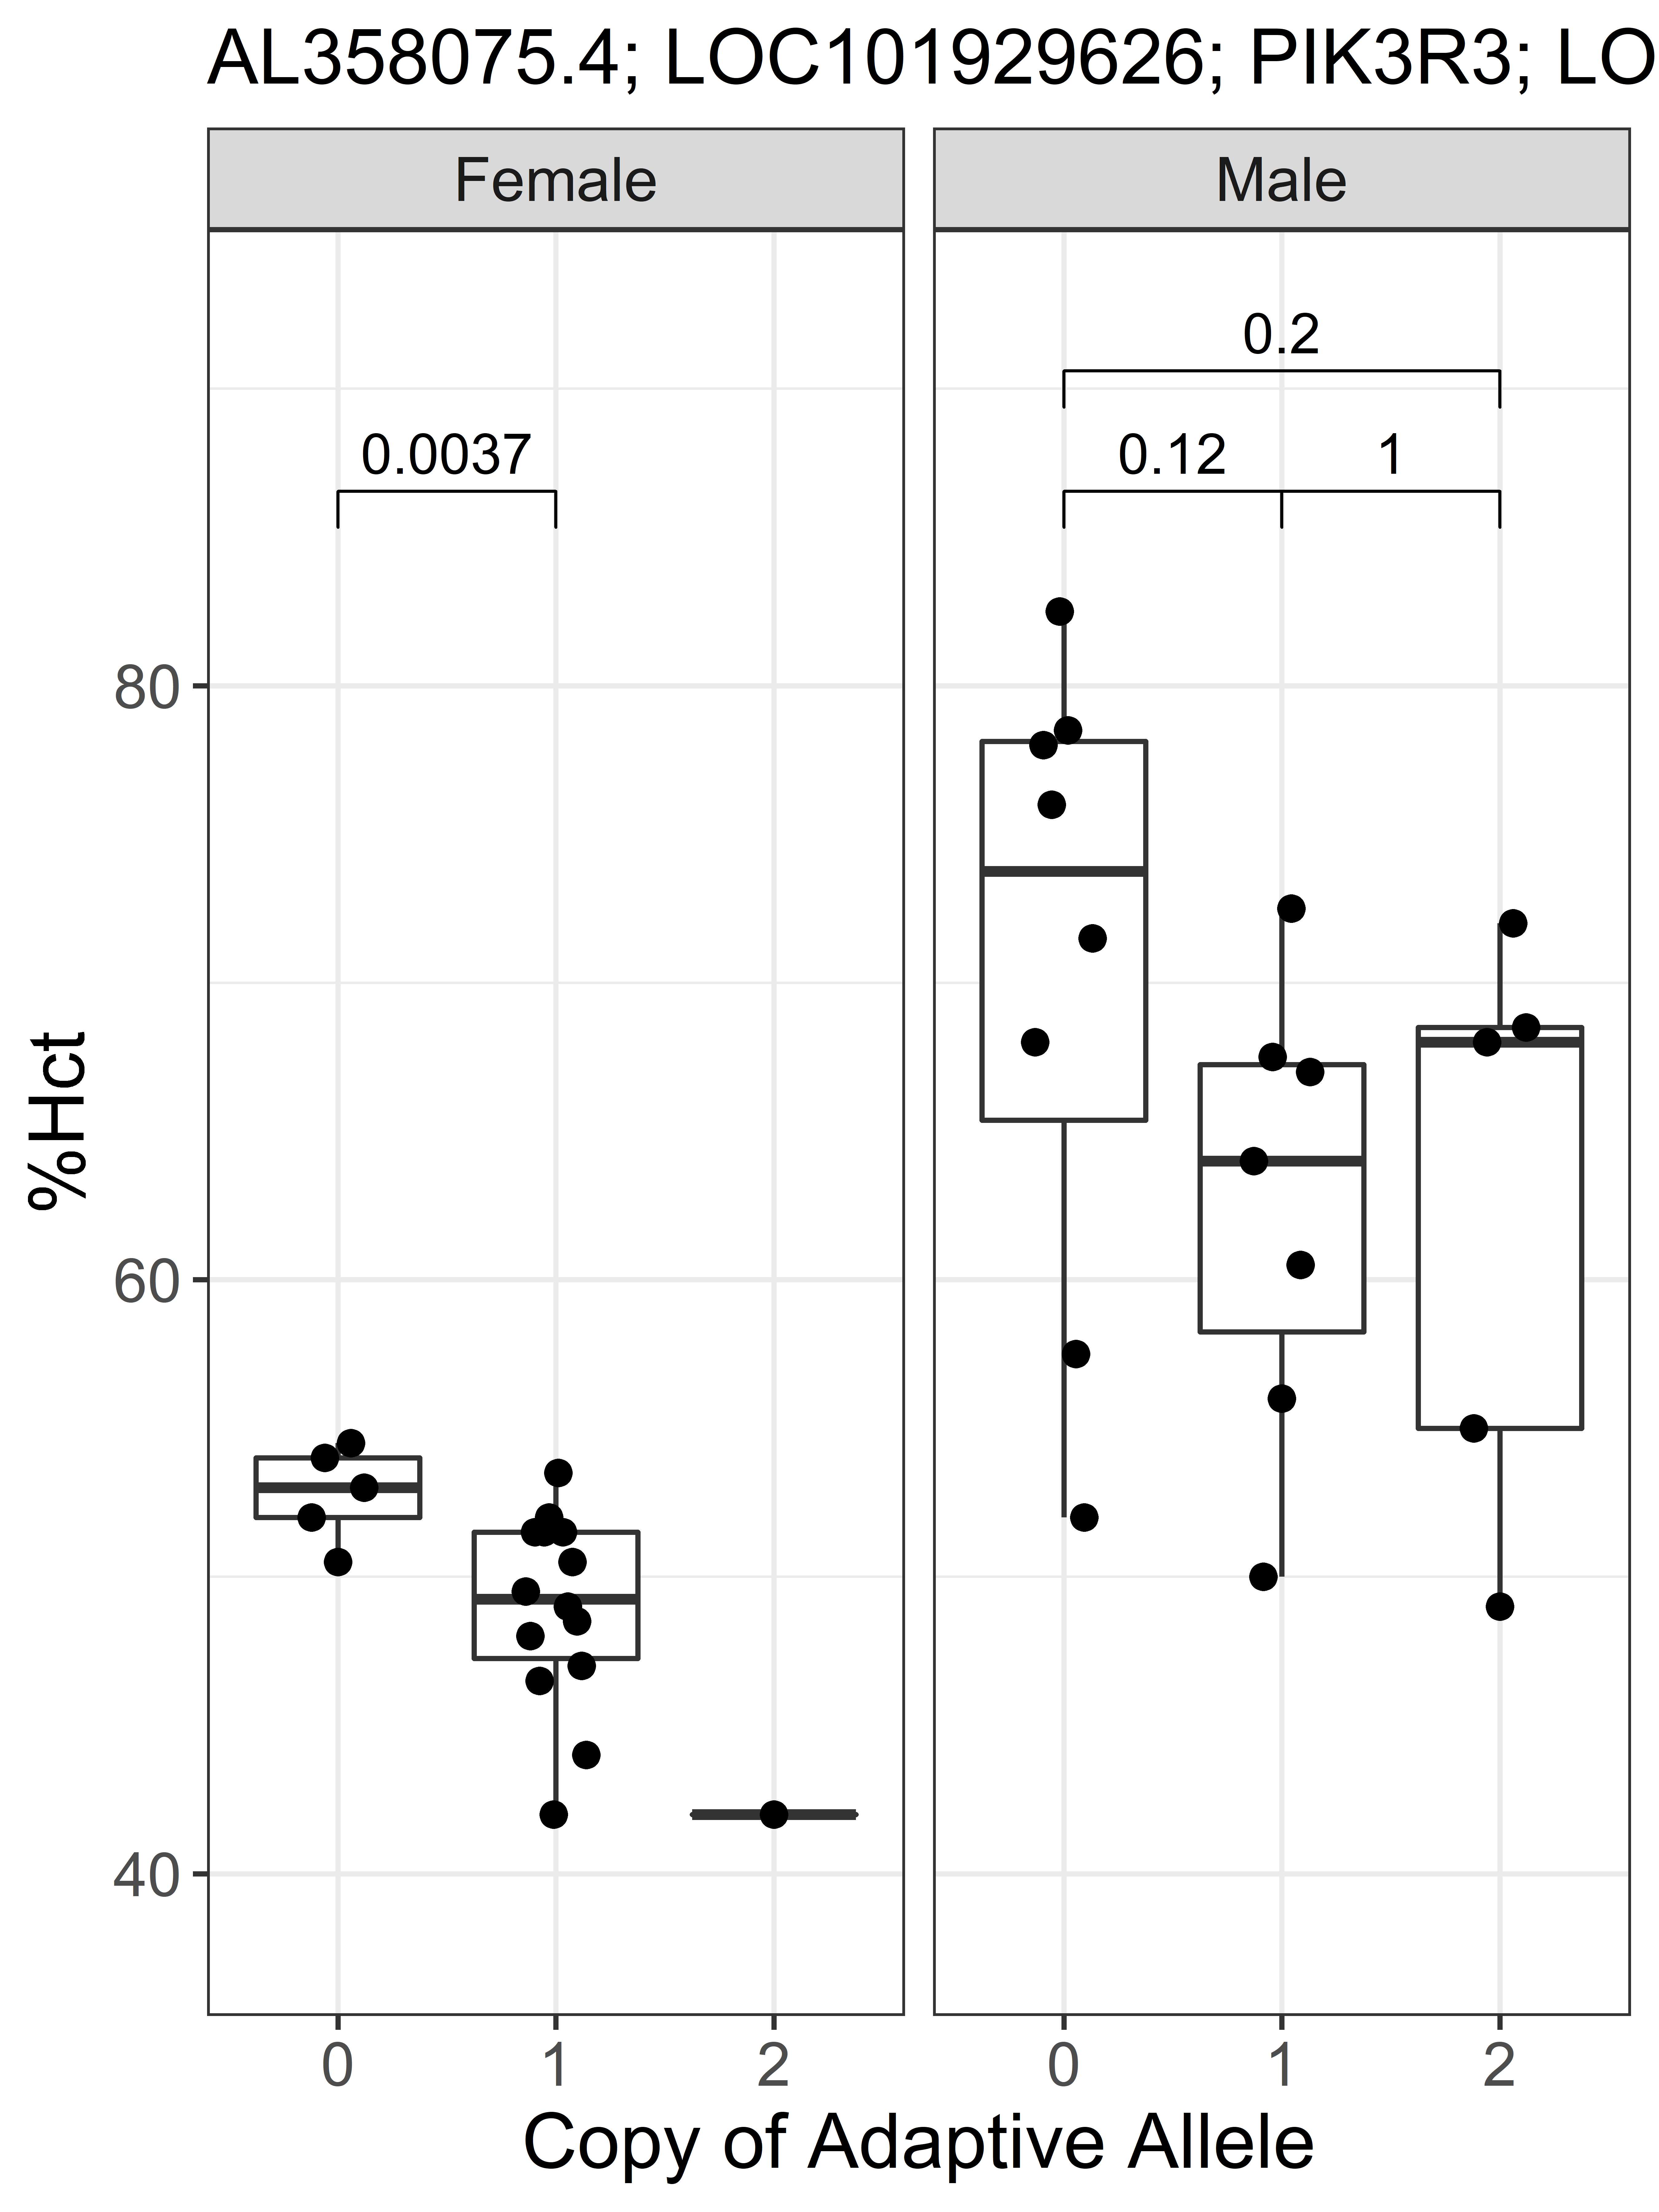 AL358075.4; LOC101929626; PIK3R3; LO
Female
Male
0.2
0.0037
0.12
1
80
60
40
%Hct
0 1 2
0 1 2
Copy of Adaptive Allele